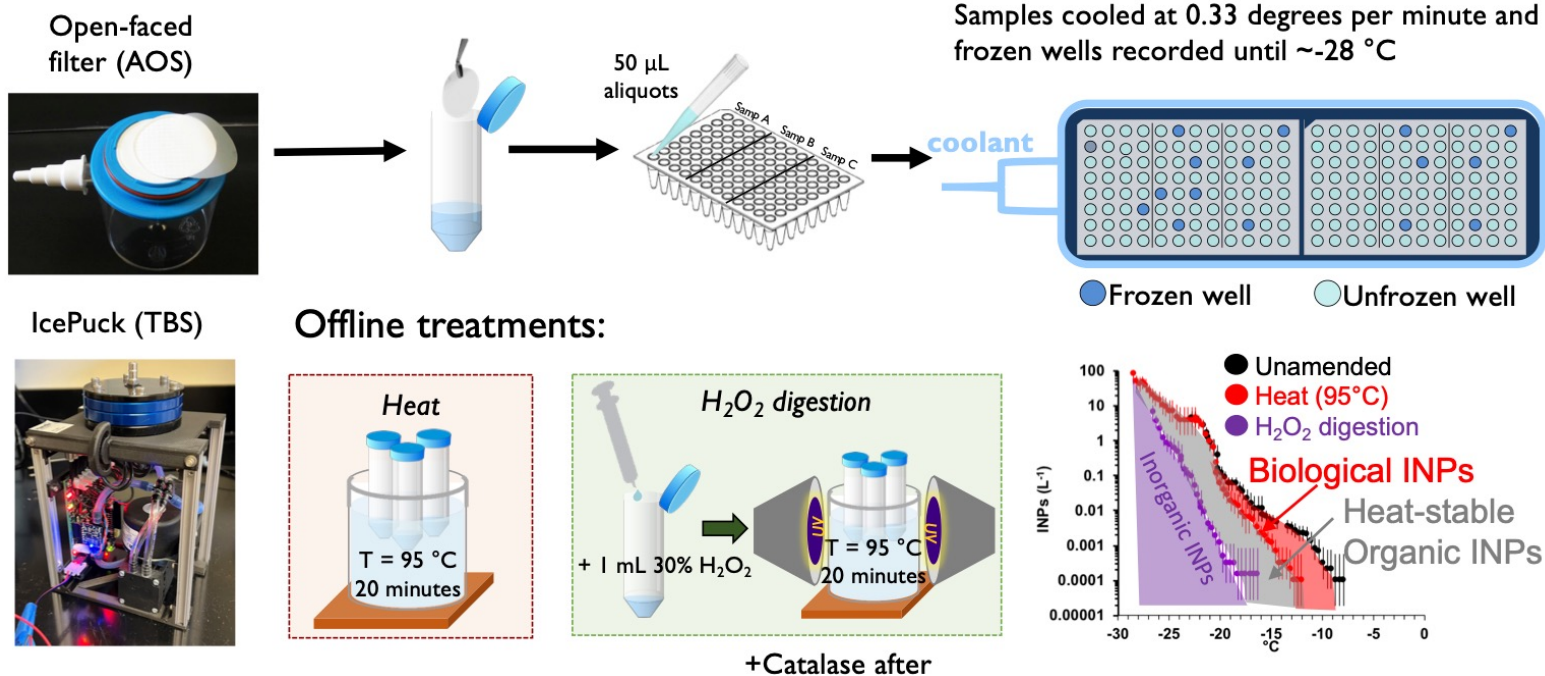 Open-faced
filter (AOS)
50 µL
aliquots
Samp A
Samp B
Samp C
Samples cooled at 0.33 degrees per minute and
frozen wells recorded until ~-28 °C
coolant
Frozen well
Unfrozen well
IcePuck (TBS)
Offline treatments:
Heat
T = 95 °C
20 minutes
H₂O₂ digestion
+ 1 mL 30% H₂O₂
UV
T = 95 °C
20 minutes
UV
+Catalase after
Unamended
Heat (95°C)
H₂O₂ digestion
Biological INPs
Heat-stable
Organic INPs
Inorganic INPs
INPs (L⁻¹)
100
10
1
0.1
0.01
0.001
0.0001
0.00001
-30
-25
-20
-15
-10
-5
0
°C